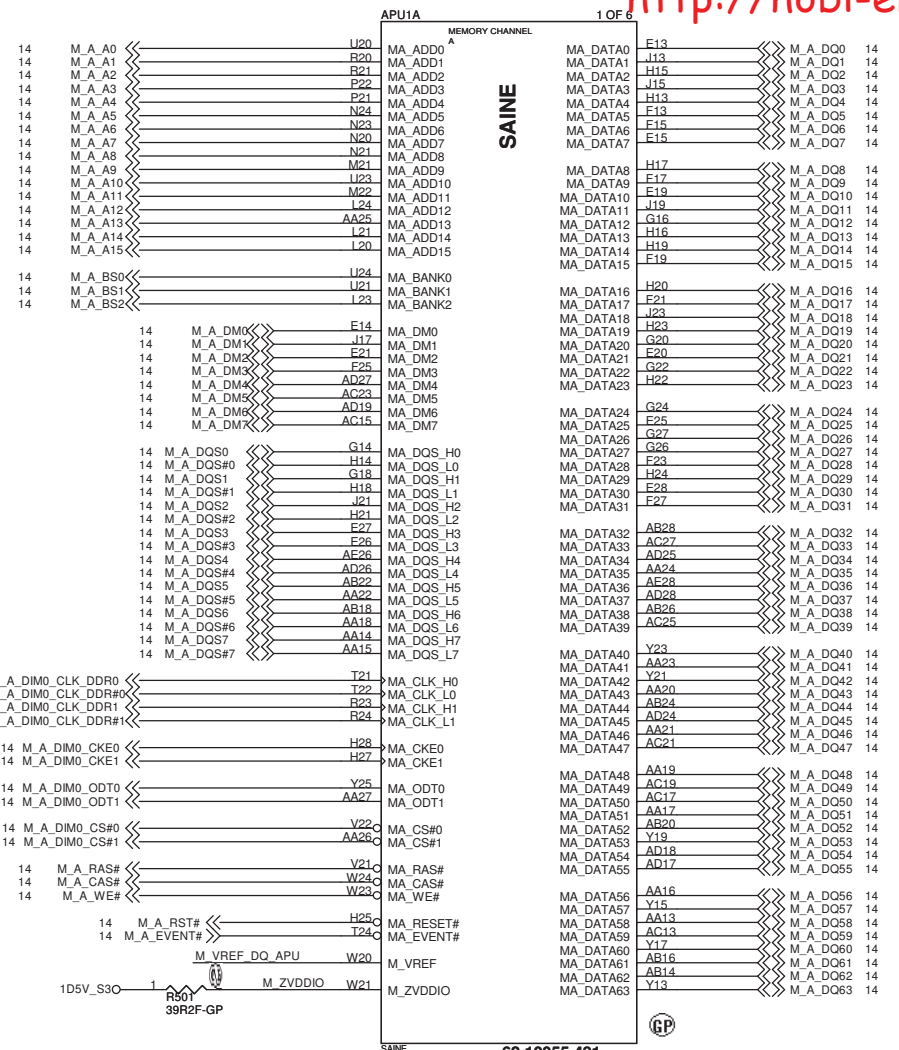 APU1A 1 OF 6
MEMORY CHANNEL
A
SAINE
14 M_A_A0 U20 MA_ADD0 MA_DATA0 E13 M_A_DQ0 14
14 M_A_A1 R20 MA_ADD1 MA_DATA1 J13 M_A_DQ1 14
14 M_A_A2 R21 MA_ADD2 MA_DATA2 H15 M_A_DQ2 14
14 M_A_A3 P22 MA_ADD3 MA_DATA3 J15 M_A_DQ3 14
14 M_A_A4 P21 MA_ADD4 MA_DATA4 H13 M_A_DQ4 14
14 M_A_A5 N24 MA_ADD5 MA_DATA5 F13 M_A_DQ5 14
14 M_A_A6 N23 MA_ADD6 MA_DATA6 F15 M_A_DQ6 14
14 M_A_A7 N20 MA_ADD7 MA_DATA7 E15 M_A_DQ7 14
14 M_A_A8 N21 MA_ADD8
14 M_A_A9 M21 MA_ADD9 MA_DATA8 H17 M_A_DQ8 14
14 M_A_A10 U23 MA_ADD10 MA_DATA9 F17 M_A_DQ9 14
14 M_A_A11 M22 MA_ADD11 MA_DATA10 E19 M_A_DQ10 14
14 M_A_A12 L24 MA_ADD12 MA_DATA11 J19 M_A_DQ11 14
14 M_A_A13 AA25 MA_ADD13 MA_DATA12 G16 M_A_DQ12 14
14 M_A_A14 L21 MA_ADD14 MA_DATA13 H16 M_A_DQ13 14
14 M_A_A15 L20 MA_ADD15 MA_DATA14 H19 M_A_DQ14 14
MA_DATA15 F19 M_A_DQ15 14
14 M_A_BS0 U24 MA_BANK0
14 M_A_BS1 U21 MA_BANK1 MA_DATA16 H20 M_A_DQ16 14
14 M_A_BS2 L23 MA_BANK2 MA_DATA17 F21 M_A_DQ17 14
MA_DATA18 J23 M_A_DQ18 14
14 M_A_DM0 E14 MA_DM0 MA_DATA19 H23 M_A_DQ19 14
14 M_A_DM1 J17 MA_DM1 MA_DATA20 G20 M_A_DQ20 14
14 M_A_DM2 E21 MA_DM2 MA_DATA21 E20 M_A_DQ21 14
14 M_A_DM3 F25 MA_DM3 MA_DATA22 G22 M_A_DQ22 14
14 M_A_DM4 AD27 MA_DM4 MA_DATA23 H22 M_A_DQ23 14
14 M_A_DM5 AC23 MA_DM5
14 M_A_DM6 AD19 MA_DM6 MA_DATA24 G24 M_A_DQ24 14
14 M_A_DM7 AC15 MA_DM7 MA_DATA25 E25 M_A_DQ25 14
MA_DATA26 G27 M_A_DQ26 14
14 M_A_DQS0 G14 MA_DQS_H0 MA_DATA27 G26 M_A_DQ27 14
14 M_A_DQS#0 H14 MA_DQS_L0 MA_DATA28 F23 M_A_DQ28 14
14 M_A_DQS1 G18 MA_DQS_H1 MA_DATA29 H24 M_A_DQ29 14
14 M_A_DQS#1 H18 MA_DQS_L1 MA_DATA30 E28 M_A_DQ30 14
14 M_A_DQS2 J21 MA_DQS_H2 MA_DATA31 F27 M_A_DQ31 14
14 M_A_DQS#2 H21 MA_DQS_L2
14 M_A_DQS3 E27 MA_DQS_H3 MA_DATA32 AB28 M_A_DQ32 14
14 M_A_DQS#3 E26 MA_DQS_L3 MA_DATA33 AC27 M_A_DQ33 14
14 M_A_DQS4 AE26 MA_DQS_H4 MA_DATA34 AD25 M_A_DQ34 14
14 M_A_DQS#4 AD26 MA_DQS_L4 MA_DATA35 AA24 M_A_DQ35 14
14 M_A_DQS5 AB22 MA_DQS_H5 MA_DATA36 AE28 M_A_DQ36 14
14 M_A_DQS#5 AA22 MA_DQS_L5 MA_DATA37 AD28 M_A_DQ37 14
14 M_A_DQS6 AB18 MA_DQS_H6 MA_DATA38 AB26 M_A_DQ38 14
14 M_A_DQS#6 AA18 MA_DQS_L6 MA_DATA39 AC25 M_A_DQ39 14
14 M_A_DQS7 AA14 MA_DQS_H7
14 M_A_DQS#7 AA15 MA_DQS_L7 MA_DATA40 Y23 M_A_DQ40 14
MA_DATA41 AA23 M_A_DQ41 14
_A_DIM0_CLK_DDR0 T21 MA_CLK_H0 MA_DATA42 Y21 M_A_DQ42 14
_A_DIM0_CLK_DDR#0 T22 MA_CLK_L0 MA_DATA43 AA20 M_A_DQ43 14
_A_DIM0_CLK_DDR1 R23 MA_CLK_H1 MA_DATA44 AB24 M_A_DQ44 14
_A_DIM0_CLK_DDR#1 R24 MA_CLK_L1 MA_DATA45 AD24 M_A_DQ45 14
MA_DATA46 AA21 M_A_DQ46 14
14 M_A_DIM0_CKE0 H28 MA_CKE0 MA_DATA47 AC21 M_A_DQ47 14
14 M_A_DIM0_CKE1 H27 MA_CKE1
MA_DATA48 AA19 M_A_DQ48 14
14 M_A_DIM0_ODT0 Y25 MA_ODT0 MA_DATA49 AC19 M_A_DQ49 14
14 M_A_DIM0_ODT1 AA27 MA_ODT1 MA_DATA50 AC17 M_A_DQ50 14
MA_DATA51 AA17 M_A_DQ51 14
14 M_A_DIM0_CS#0 V22 MA_CS#0 MA_DATA52 AB20 M_A_DQ52 14
14 M_A_DIM0_CS#1 AA26 MA_CS#1 MA_DATA53 Y19 M_A_DQ53 14
MA_DATA54 AD18 M_A_DQ54 14
14 M_A_RAS# V21 MA_RAS# MA_DATA55 AD17 M_A_DQ55 14
14 M_A_CAS# W24 MA_CAS#
14 M_A_WE# W23 MA_WE# MA_DATA56 AA16 M_A_DQ56 14
MA_DATA57 Y15 M_A_DQ57 14
14 M_A_RST# H25 MA_RESET# MA_DATA58 AA13 M_A_DQ58 14
14 M_A_EVENT# T24 MA_EVENT# MA_DATA59 AC13 M_A_DQ59 14
MA_DATA60 Y17 M_A_DQ60 14
M_VREF_DQ_APU W20 M_VREF MA_DATA61 AB16 M_A_DQ61 14
MA_DATA62 AB14 M_A_DQ62 14
1D5V_S3 1 M_ZVDDIO W21 M_ZVDDIO MA_DATA63 Y13 M_A_DQ63 14
R501
39R2F-GP
GP